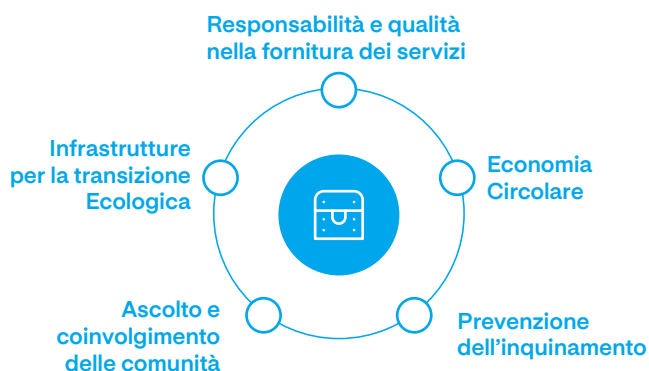 Responsabilità e qualità
nella fornitura dei servizi
Infrastrutture
per la transizione
Ecologica
Economia
Circolare
Ascolto e
coinvolgimento
delle comunità
Prevenzione
dell'inquinamento